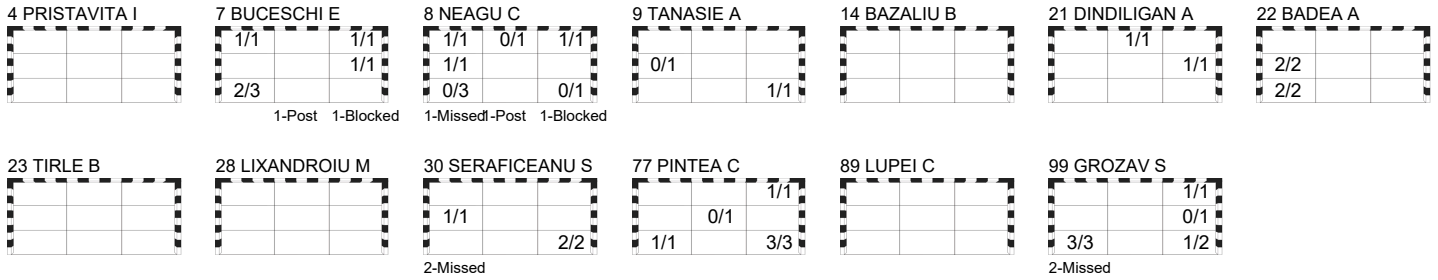 4 PRISTAVITA I 7 BUCESCHI E 8 NEAGU C 9 TANASIE A 14 BAZALIU B 21 DINDILIGAN A 22 BADEA A
1/1 1/1 1/1 0/1 1/1 1/1
1/1 1/1 0/1 1/1 2/2
2/3 0/3 0/1 1/1 2/2
1-Post 1-Blocked 1-Missed 1-Post 1-Blocked
23 TIRLE B 28 LIXANDROIU M 30 SERAFICEANU S 77 PINTEA C 89 LUPEI C 99 GROZAV S
1/1 1/1
1/1 0/1 0/1
2/2 1/1 3/3 3/3 1/2
2-Missed 2-Missed